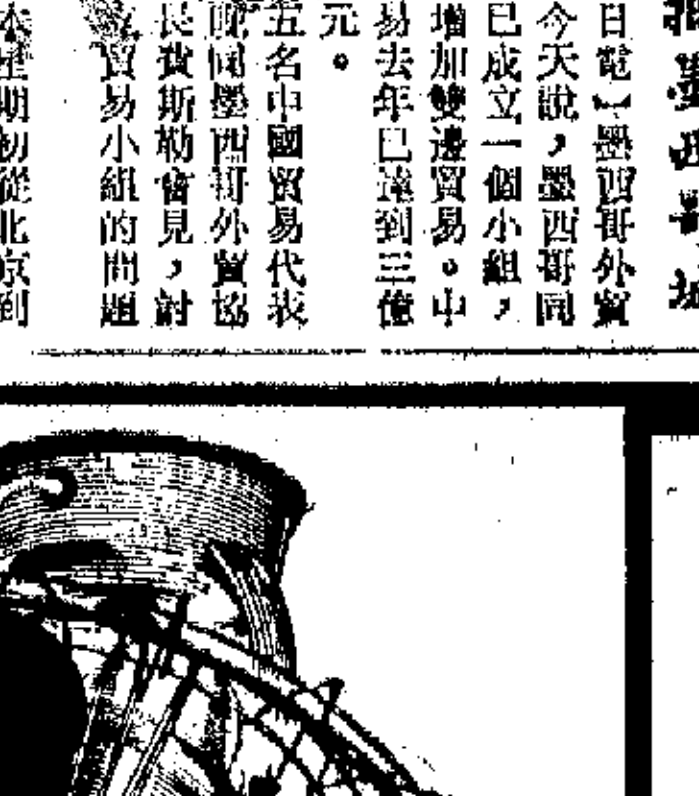 日電︶墨西哥外貿
今天說，墨西哥同
已成立一個小組，
增加雙邊貿易。中
易去年已達到三億
元。
五名中國貿易代表
同墨西哥外貿協
長費斯勒會見，討
貿易小組的問題
本星期初從北京到